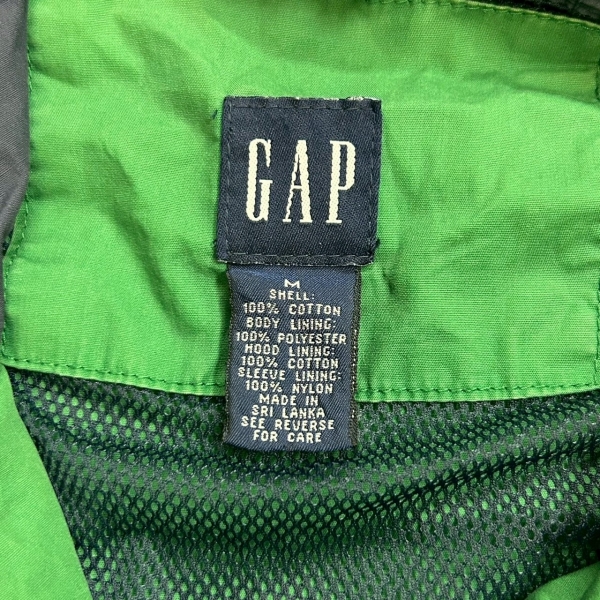 GAP
M
SHELL:
100% COTTON
BODY LINING:
100% POLYESTER
HOOD LINING:
100% COTTON
SLEEVE LINING:
100% NYLON
MADE IN
SRI LANKA
SEE REVERSE
FOR CARE